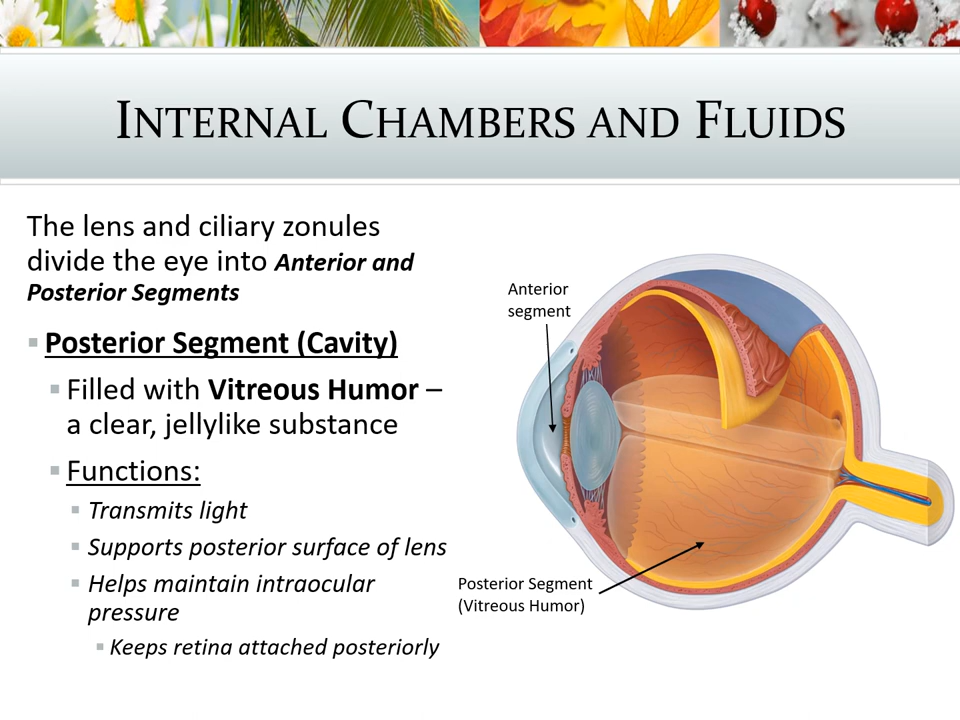 INTERNAL CHAMBERS AND FLUIDS
The lens and ciliary zonules
divide the eye into Anterior and
Posterior Segments
▪ Posterior Segment (Cavity)
▪ Filled with Vitreous Humor –
a clear, jellylike substance
▪ Functions:
▪ Transmits light
▪ Supports posterior surface of lens
▪ Helps maintain intraocular
pressure
▪ Keeps retina attached posteriorly
Anterior
segment
Posterior Segment
(Vitreous Humor)